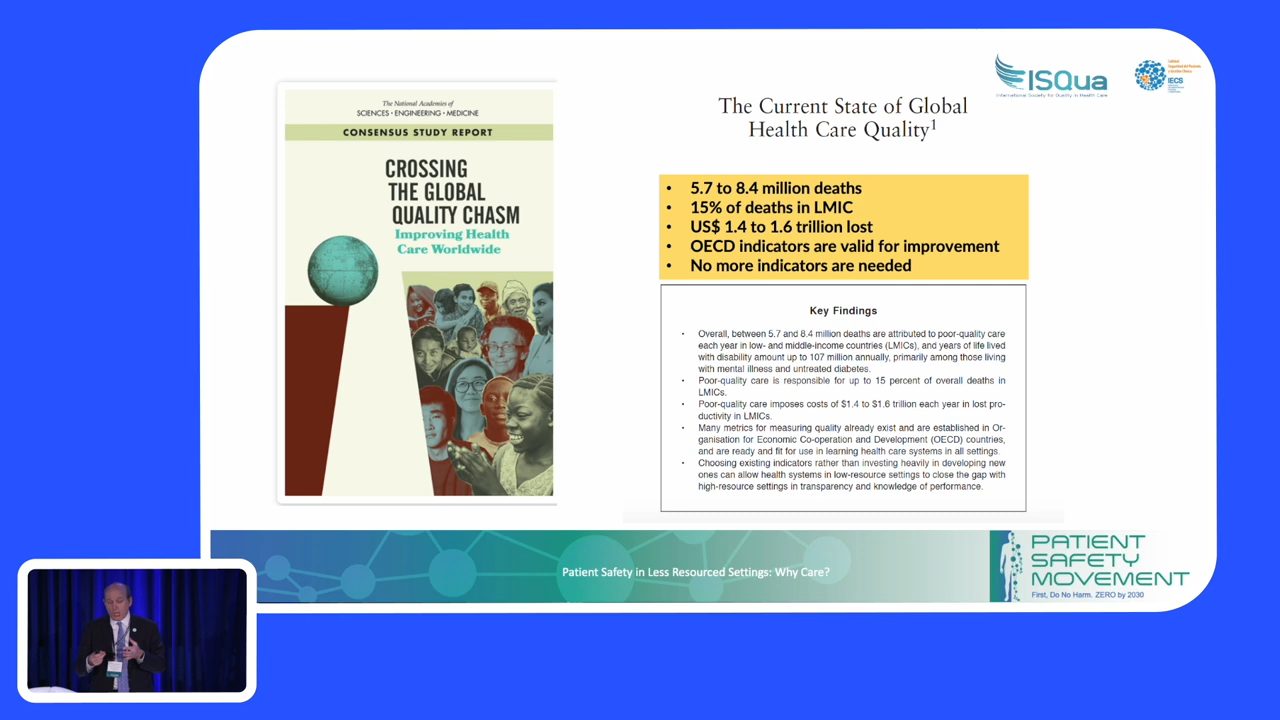 The National Academies of
SCIENCES • ENGINEERING • MEDICINE
CONSENSUS STUDY REPORT
CROSSING
THE GLOBAL
QUALITY CHASM
Improving Health
Care Worldwide
ISQua
International Society for Quality in Health Care
IECS
The Current State of Global
Health Care Quality1
• 5.7 to 8.4 million deaths
• 15% of deaths in LMIC
• US$ 1.4 to 1.6 trillion lost
• OECD indicators are valid for improvement
• No more indicators are needed
Key Findings
• Overall, between 5.7 and 8.4 million deaths are attributed to poor-quality care
each year in low- and middle-income countries (LMICs), and years of life lived
with disability amount up to 107 million annually, primarily among those living
with mental illness and untreated diabetes.
• Poor-quality care is responsible for up to 15 percent of overall deaths in
LMICs.
• Poor-quality care imposes costs of $1.4 to $1.6 trillion each year in lost pro-
ductivity in LMICs.
• Many metrics for measuring quality already exist and are established in Or-
ganisation for Economic Co-operation and Development (OECD) countries,
and are ready and fit for use in learning health care systems in all settings.
• Choosing existing indicators rather than investing heavily in developing new
ones can allow health systems in low-resource settings to close the gap with
high-resource settings in transparency and knowledge of performance.
Patient Safety in Less Resourced Settings: Why Care?
PATIENT
SAFETY
MOVEMENT
First, Do No Harm. ZERO by 2030